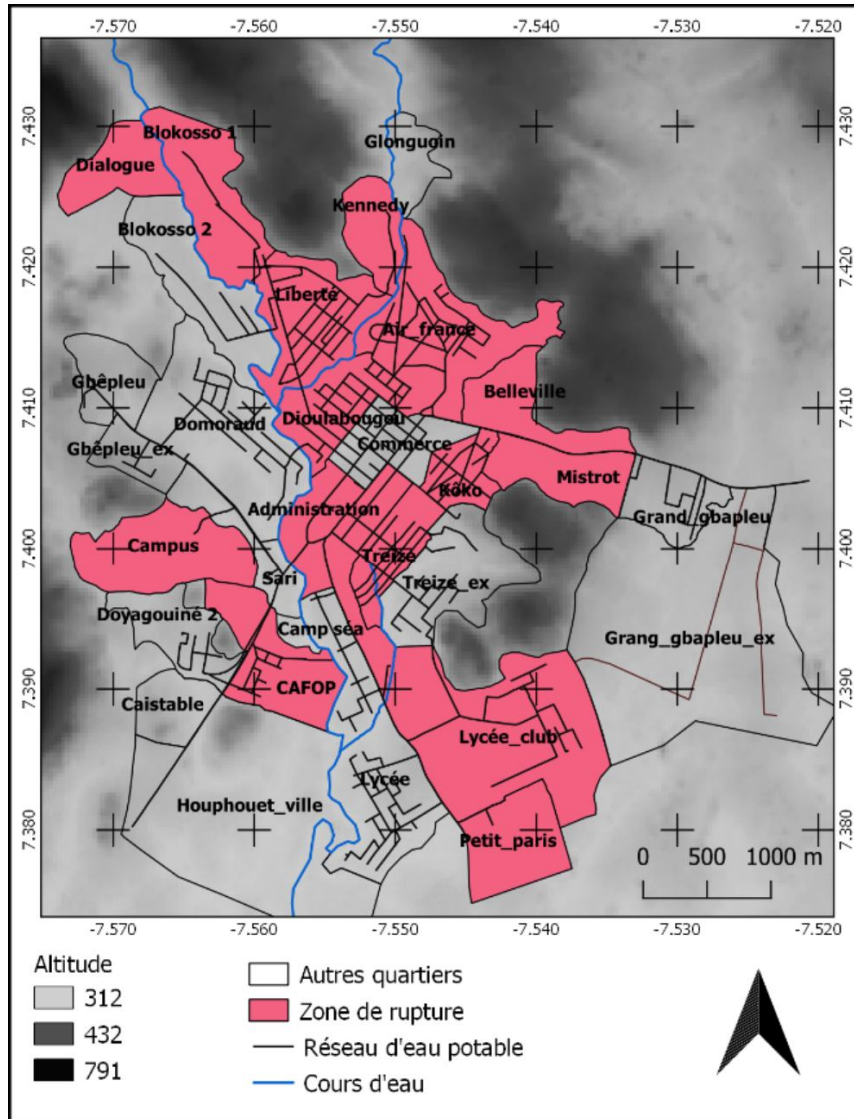 -7.570 -7.560 -7.550 -7.540 -7.530 -7.520
7.430 7.430
Blokosso 1
Glonguoin
Dialogue
Kennedy
Blokosso 2
7.420 7.420
Liberté
Air_france
Gbêpleu
Belleville
7.410 7.410
Domoraud
Dioulabougou
Commerce
Gbêpleu_ex
Mistrot
Kôko
Administration
Grand_gbapleu
Campus
7.400 7.400
Treize
Sari
Treize_ex
Doyagouiné 2
Camp séa
Grang_gbapleu_ex
CAFOP
7.390 7.390
Caistable
Lycée_club
Lycée
Houphouet_ville
7.380 7.380
Petit_paris
0 500 1000 m
-7.570 -7.560 -7.550 -7.540 -7.530 -7.520
Altitude
312
432
791
Autres quartiers
Zone de rupture
Réseau d'eau potable
Cours d'eau